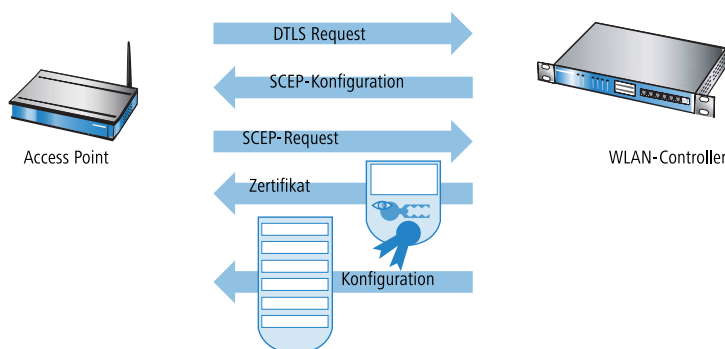 DTLS Request
SCEP-Konfiguration
SCEP-Request
Access Point
WLAN-Controller
Zertifikat
Konfiguration